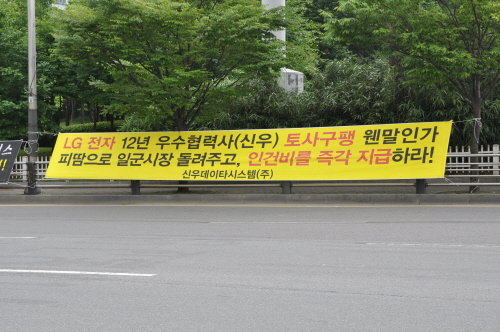 LG 전자 12년 우수협력사(신우) 토사구팽 웬말인가
피땀으로 일군시장 돌려주고, 인건비를 즉각 지급하라!
신우데이타시스템(주)